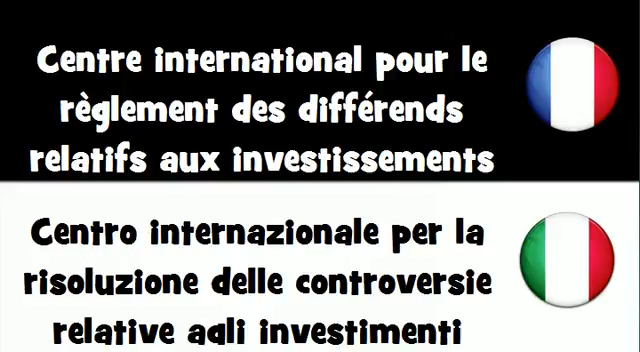 Centre international pour le
règlement des différends
relatifs aux investissements
Centro internazionale per la
risoluzione delle controversie
relative agli investimenti